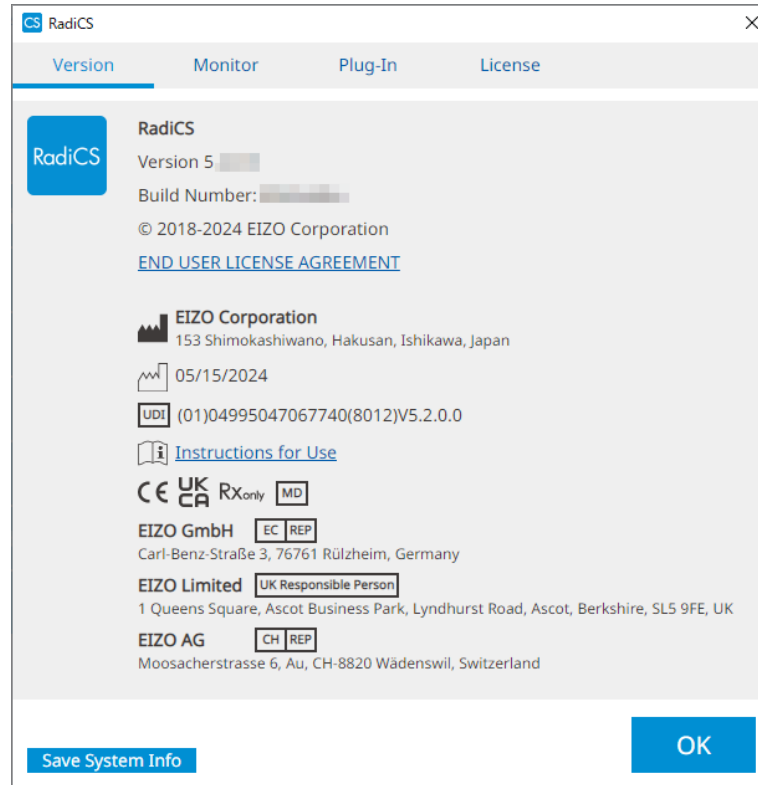 CS RadiCS
Version Monitor Plug-In License
RadiCS
RadiCS
Version 5
Build Number:
© 2018-2024 EIZO Corporation
END USER LICENSE AGREEMENT
EIZO Corporation
153 Shimokashiwano, Hakusan, Ishikawa, Japan
05/15/2024
UDI (01)04995047067740(8012)V5.2.0.0
Instructions for Use
CE UK CA Rx only MD
EIZO GmbH EC REP
Carl-Benz-Straße 3, 76761 Rülzheim, Germany
EIZO Limited UK Responsible Person
1 Queens Square, Ascot Business Park, Lyndhurst Road, Ascot, Berkshire, SL5 9FE, UK
EIZO AG CH REP
Moosacherstrasse 6, Au, CH-8820 Wädenswil, Switzerland
Save System Info
OK